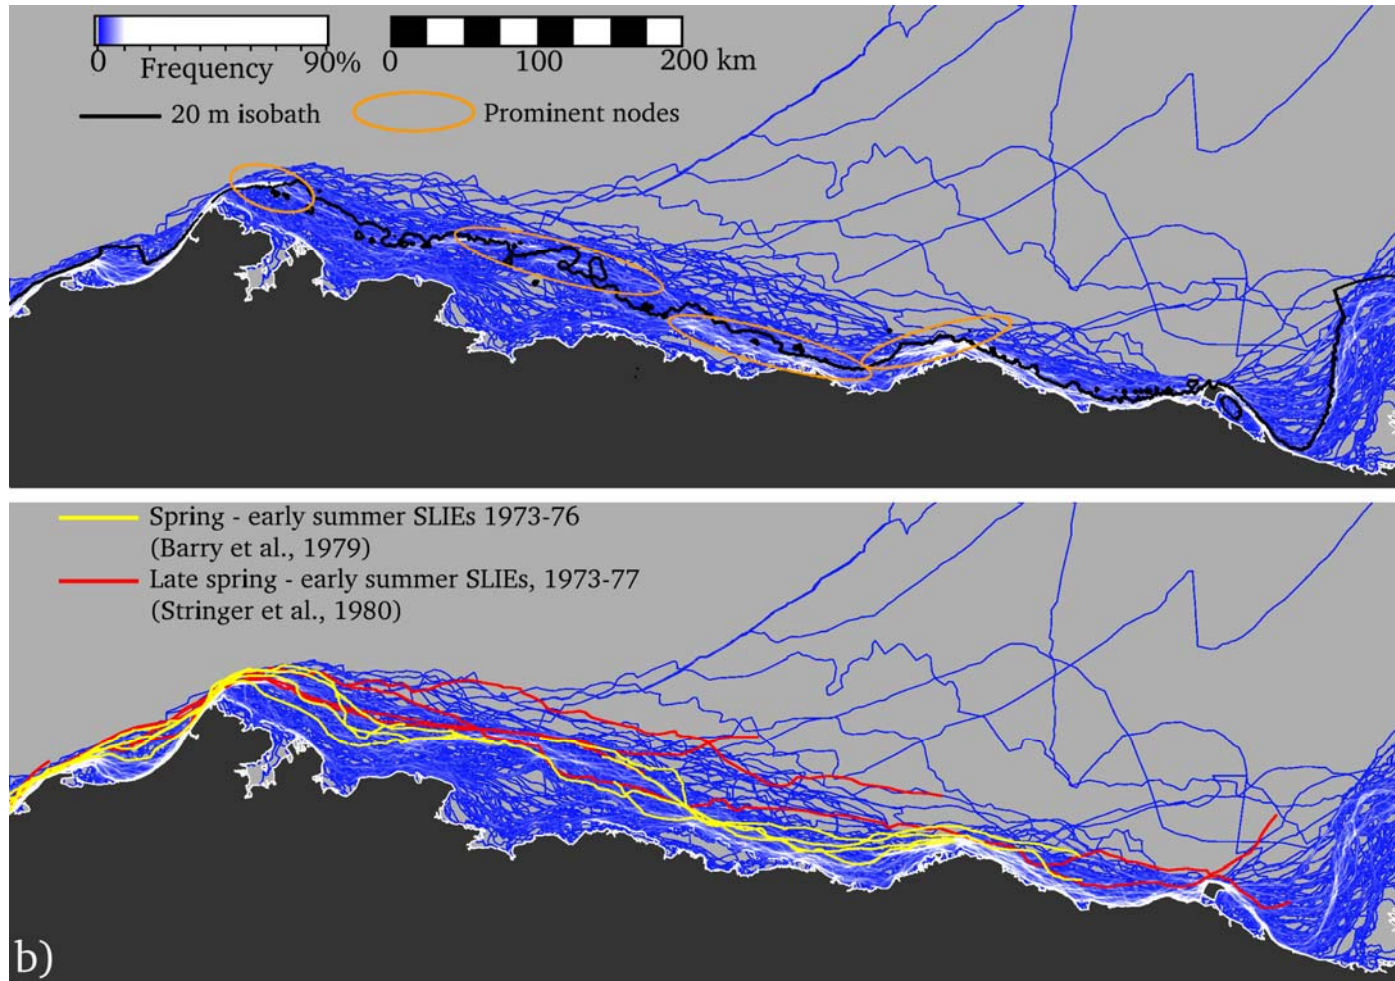 0 Frequency 90%
0 100 200 km
20 m isobath
Prominent nodes
Spring - early summer SLIEs 1973-76
(Barry et al., 1979)
Late spring - early summer SLIEs, 1973-77
(Stringer et al., 1980)
b)